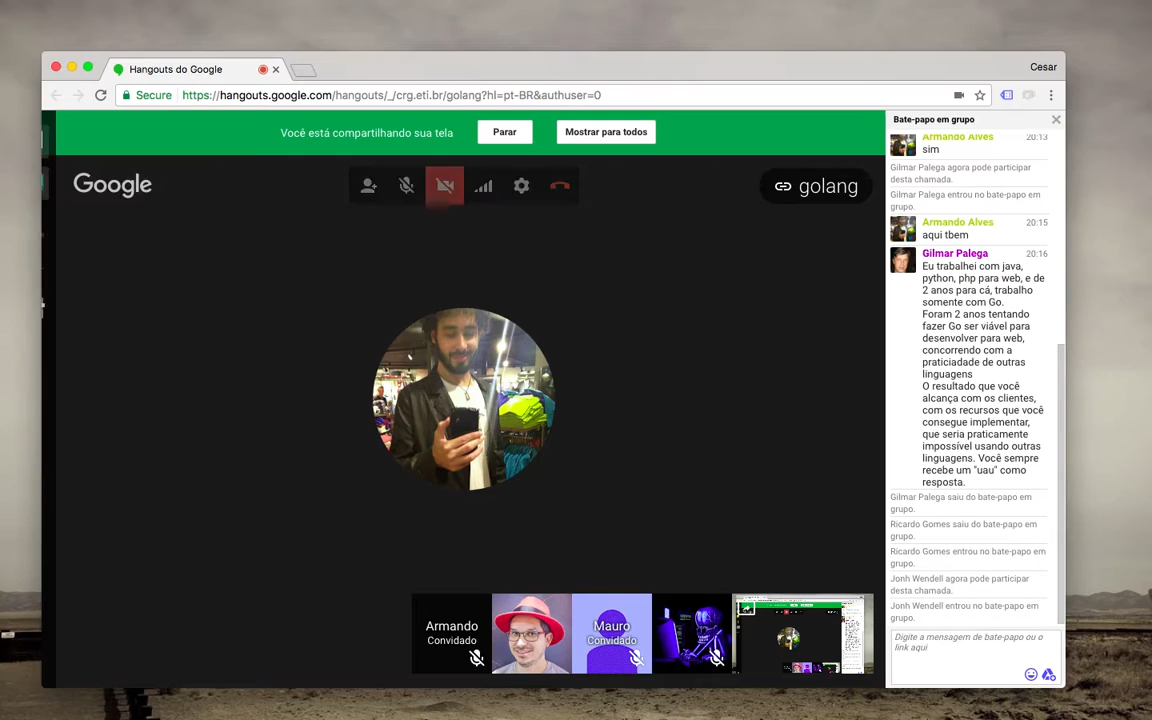 Hangouts do Google
Cesar
Secure https://hangouts.google.com/hangouts/_/crg.eti.br/golang?hl=pt-BR&authuser=0
Você está compartilhando sua tela
Parar
Mostrar para todos
Google
golang
Armando
Convidado
Mauro
Convidado
Bate-papo em grupo
Armando Alves 20:13
sim
Gilmar Palega agora pode participar
desta chamada.
Gilmar Palega entrou no bate-papo em
grupo.
Armando Alves 20:15
aqui tbem
Gilmar Palega 20:16
Eu trabalhei com java,
python, php para web, e de
2 anos para cá, trabalho
somente com Go.
Foram 2 anos tentando
fazer Go ser viável para
desenvolver para web,
concorrendo com a
praticiadade de outras
linguagens
O resultado que você
alcança com os clientes,
com os recursos que você
consegue implementar,
que seria praticamente
impossível usando outras
linguagens. Você sempre
recebe um "uau" como
resposta.
Gilmar Palega saiu do bate-papo em
grupo.
Ricardo Gomes saiu do bate-papo em
grupo.
Ricardo Gomes entrou no bate-papo em
grupo.
Jonh Wendell agora pode participar
desta chamada.
Jonh Wendell entrou no bate-papo em
grupo.
Digite a mensagem de bate-papo ou o
link aqui